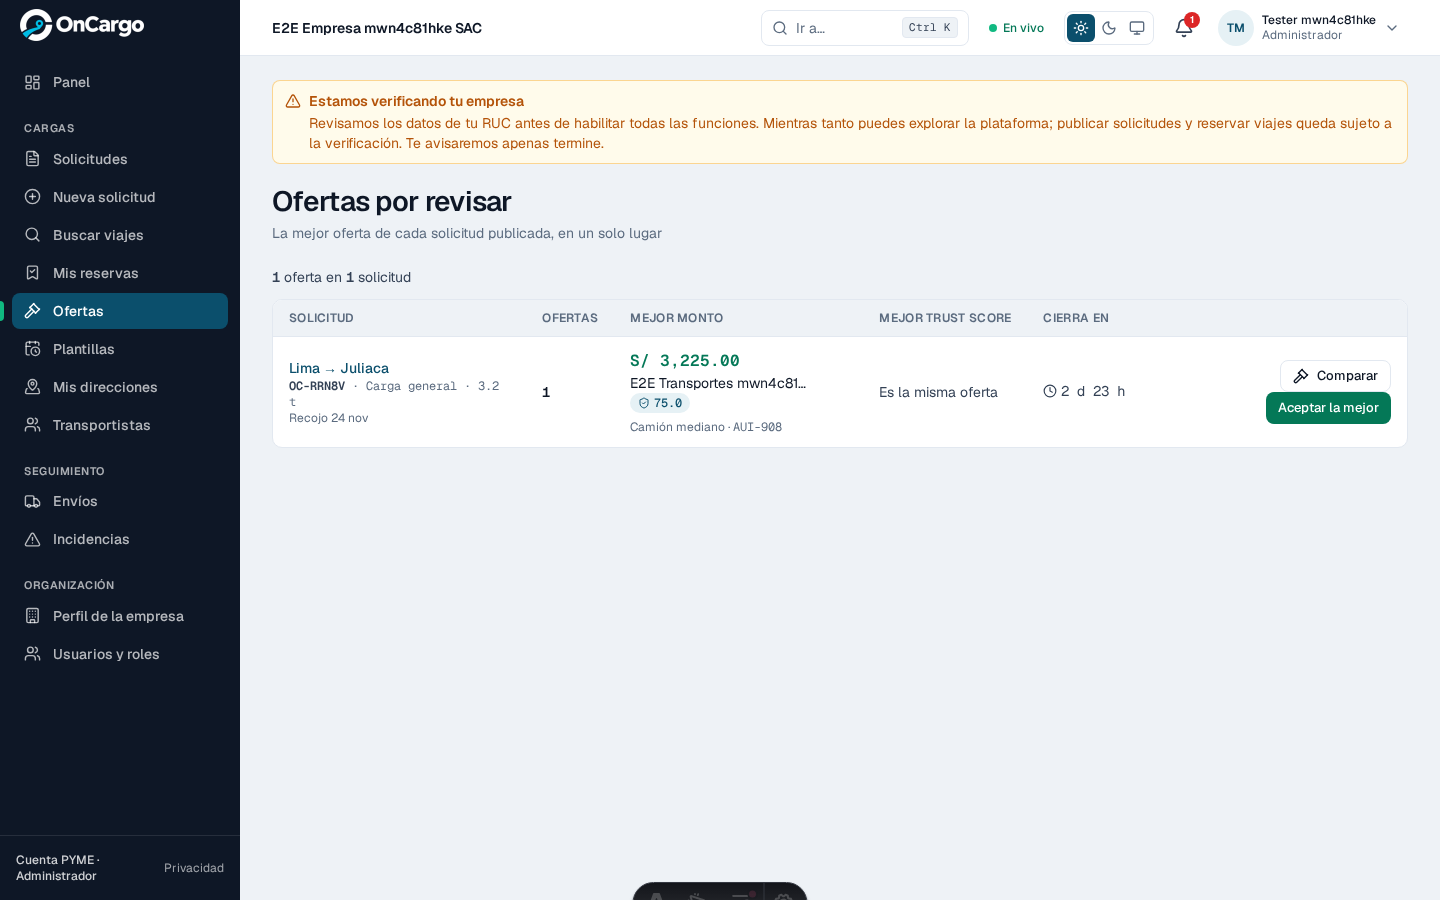 OnCargo
E2E Empresa mwn4c81hke SAC
Ir a...
Ctrl K
En vivo
1
TM
Tester mwn4c81hke
Administrador
Panel
CARGAS
Solicitudes
Nueva solicitud
Buscar viajes
Mis reservas
Ofertas
Plantillas
Mis direcciones
Transportistas
SEGUIMIENTO
Envíos
Incidencias
ORGANIZACIÓN
Perfil de la empresa
Usuarios y roles
Cuenta PYME ·
Administrador
Privacidad
Estamos verificando tu empresa
Revisamos los datos de tu RUC antes de habilitar todas las funciones. Mientras tanto puedes explorar la plataforma; publicar solicitudes y reservar viajes queda sujeto a
la verificación. Te avisaremos apenas termine.
Ofertas por revisar
La mejor oferta de cada solicitud publicada, en un solo lugar
1 oferta en 1 solicitud
SOLICITUD OFERTAS MEJOR MONTO MEJOR TRUST SCORE CIERRA EN
Lima → Juliaca
OC-RRN8V · Carga general · 3.2
t
Recojo 24 nov
1
S/ 3,225.00
E2E Transportes mwn4c81...
75.0
Camión mediano · AUI-908
Es la misma oferta
2 d 23 h
Comparar
Aceptar la mejor